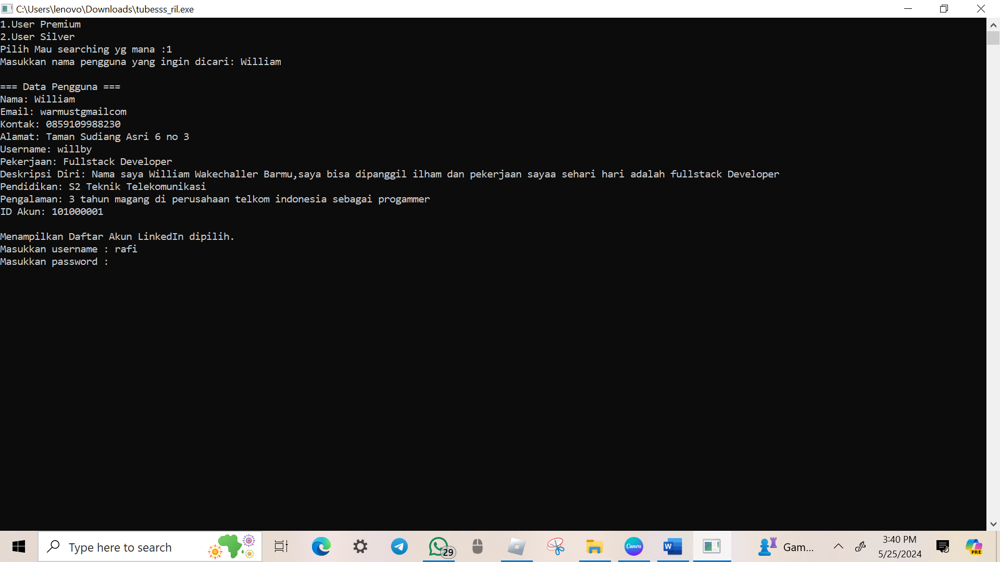 C:\Users\lenovo\Downloads\tubesss_ril.exe
1.User Premium
2.User Silver
Pilih Mau searching yg mana :1
Masukkan nama pengguna yang ingin dicari: William
=== Data Pengguna ===
Nama: William
Email: warmustgmailcom
Kontak: 0859109988230
Alamat: Taman Sudiang Asri 6 no 3
Username: willby
Pekerjaan: Fullstack Developer
Deskripsi Diri: Nama saya William Wakechaller Barmu,saya bisa dipanggil ilham dan pekerjaan sayaa sehari hari adalah fullstack Developer
Pendidikan: S2 Teknik Telekomunikasi
Pengalaman: 3 tahun magang di perusahaan telkom indonesia sebagai progammer
ID Akun: 101000001
Menampilkan Daftar Akun LinkedIn dipilih.
Masukkan username : rafi
Masukkan password :
Type here to search
29
Canva
W
Gam...
3:40 PM
5/25/2024
PRE